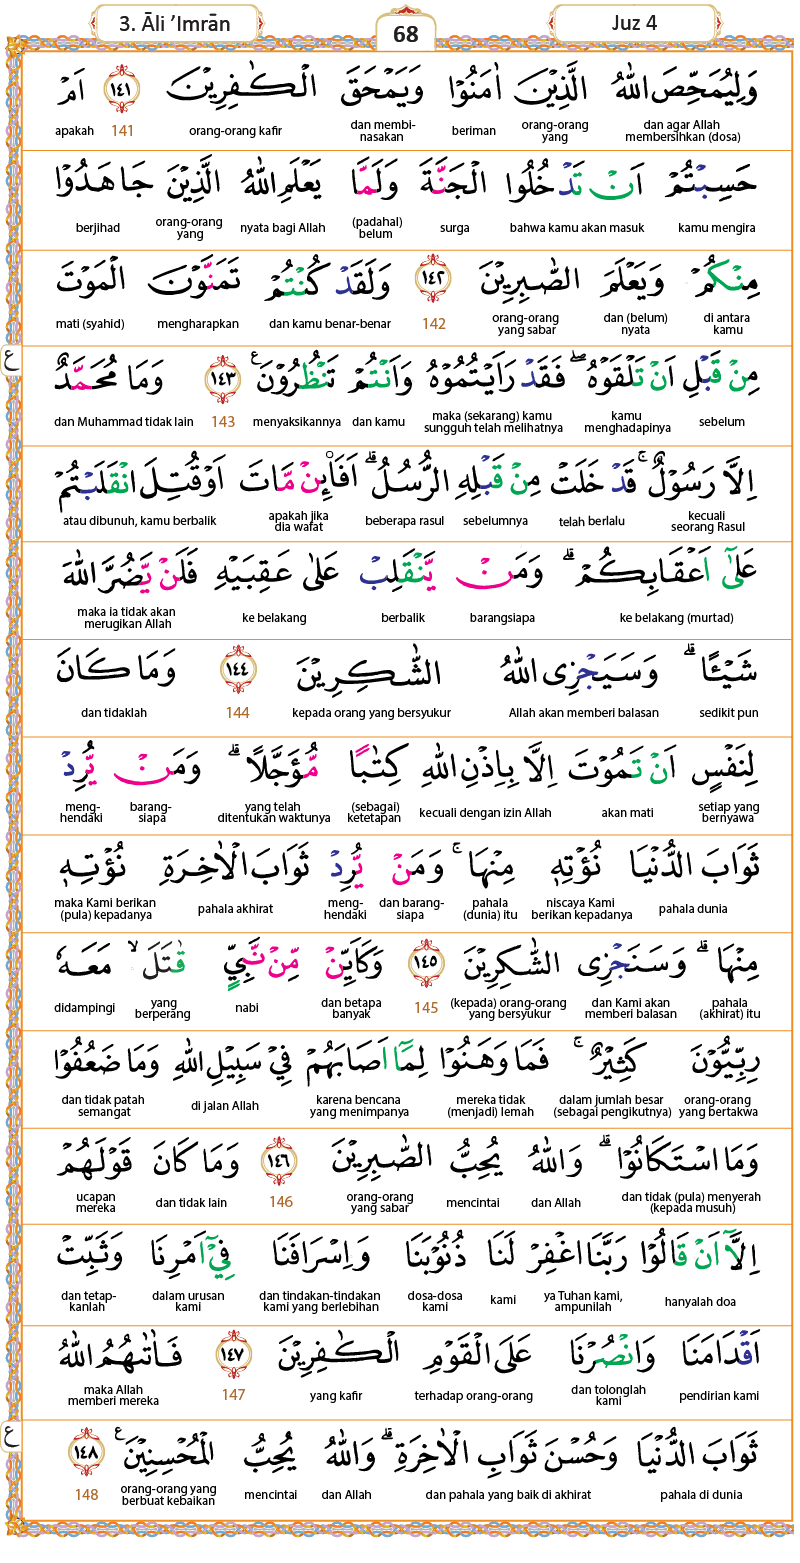 3. Āli ’Imrān
68
Juz 4
وَلِيُمَحِّصَ اللّٰهُ الَّذِيْنَ اٰمَنُوْا وَيَمْحَقَ الْكٰفِرِيْنَ ١٤١ اَمْ
dan agar Allah membersihkan (dosa) orang-orang yang beriman dan membi-nasakan orang-orang kafir 141 apakah
حَسِبْتُمْ اَنْ تَدْخُلُوا الْجَنَّةَ وَلَمَّا يَعْلَمِ اللّٰهُ الَّذِيْنَ جَاهَدُوْا
kamu mengira bahwa kamu akan masuk surga (padahal) belum nyata bagi Allah orang-orang yang berjihad
مِنْكُمْ وَيَعْلَمَ الصّٰبِرِيْنَ ١٤٢ وَلَقَدْ كُنْتُمْ تَمَنَّوْنَ الْمَوْتَ
di antara kamu dan (belum) nyata orang-orang yang sabar 142 dan kamu benar-benar mengharapkan mati (syahid)
مِنْ قَبْلِ اَنْ تَلْقَوْهُۖ فَقَدْ رَاَيْتُمُوْهُ وَاَنْتُمْ تَنْظُرُوْنَ ࣖ ١٤٣ وَمَا مُحَمَّدٌ
sebelum kamu menghadapinya maka (sekarang) kamu sungguh telah melihatnya dan kamu menyaksikannya 143 dan Muhammad tidak lain
ع
اِلَّا رَسُوْلٌۚ قَدْ خَلَتْ مِنْ قَبْلِهِ الرُّسُلُۗ اَفَا۟ىِٕنْ مَّاتَ اَوْ قُتِلَ انْقَلَبْتُمْ
kecuali seorang Rasul telah berlalu sebelumnya beberapa rasul apakah jika dia wafat atau dibunuh, kamu berbalik
عَلٰٓى اَعْقَابِكُمْۗ وَمَنْ يَّنْقَلِبْ عَلٰى عَقِبَيْهِ فَلَنْ يَّضُرَّ اللّٰهَ
ke belakang (murtad) barangsiapa berbalik ke belakang maka ia tidak akan merugikan Allah
شَيْـًٔاۗ وَسَيَجْزِى اللّٰهُ الشّٰكِرِيْنَ ١٤٤ وَمَا كَانَ
sedikit pun Allah akan memberi balasan kepada orang yang bersyukur 144 dan tidaklah
لِنَفْسٍ اَنْ تَمُوْتَ اِلَّا بِاِذْنِ اللّٰهِ كِتٰبًا مُّؤَجَّلًاۗ وَمَنْ يُّرِدْ
setiap yang bernyawa akan mati kecuali dengan izin Allah (sebagai) ketetapan yang telah ditentukan waktunya barang-siapa meng-hendaki
ثَوَابَ الدُّنْيَا نُؤْتِهٖ مِنْهَاۚ وَمَنْ يُّرِدْ ثَوَابَ الْاٰخِرَةِ نُؤْتِهٖ
pahala dunia niscaya Kami berikan kepadanya pahala (dunia) itu dan barang-siapa meng-hendaki pahala akhirat maka Kami berikan (pula) kepadanya
مِنْهَاۗ وَسَنَجْزِى الشّٰكِرِيْنَ ١٤٥ وَكَاَيِّنْ مِّنْ نَّبِيٍّ قٰتَلَۙ مَعَهٗ
pahala (akhirat) itu dan Kami akan memberi balasan (kepada) orang-orang yang bersyukur 145 dan betapa banyak nabi yang berperang didampingi
رِبِّيُّوْنَ كَثِيْرٌۚ فَمَا وَهَنُوْا لِمَآ اَصَابَهُمْ فِيْ سَبِيْلِ اللّٰهِ وَمَا ضَعُفُوْا
orang-orang yang bertakwa dalam jumlah besar (sebagai pengikutnya) mereka tidak (menjadi) lemah karena bencana yang menimpanya di jalan Allah dan tidak patah semangat
وَمَا اسْتَكَانُوْاۗ وَاللّٰهُ يُحِبُّ الصّٰبِرِيْنَ ١٤٦ وَمَا كَانَ قَوْلَهُمْ
dan tidak (pula) menyerah (kepada musuh) dan Allah mencintai orang-orang yang sabar 146 dan tidak lain ucapan mereka
اِلَّآ اَنْ قَالُوْا رَبَّنَا اغْفِرْ لَنَا ذُنُوْبَنَا وَاِسْرَافَنَا فِيْٓ اَمْرِنَا وَثَبِّتْ
hanyalah doa ya Tuhan kami, ampunilah kami dosa-dosa kami dan tindakan-tindakan kami yang berlebihan dalam urusan kami dan tetap-kanlah
اَقْدَامَنَا وَانْصُرْنَا عَلَى الْقَوْمِ الْكٰفِرِيْنَ ١٤٧ فَاٰتٰىهُمُ اللّٰهُ
pendirian kami dan tolonglah kami terhadap orang-orang yang kafir 147 maka Allah memberi mereka
ثَوَابَ الدُّنْيَا وَحُسْنَ ثَوَابِ الْاٰخِرَةِۗ وَاللّٰهُ يُحِبُّ الْمُحْسِنِيْنَ ࣖ ١٤٨
pahala di dunia dan pahala yang baik di akhirat dan Allah mencintai orang-orang yang berbuat kebaikan 148
ع